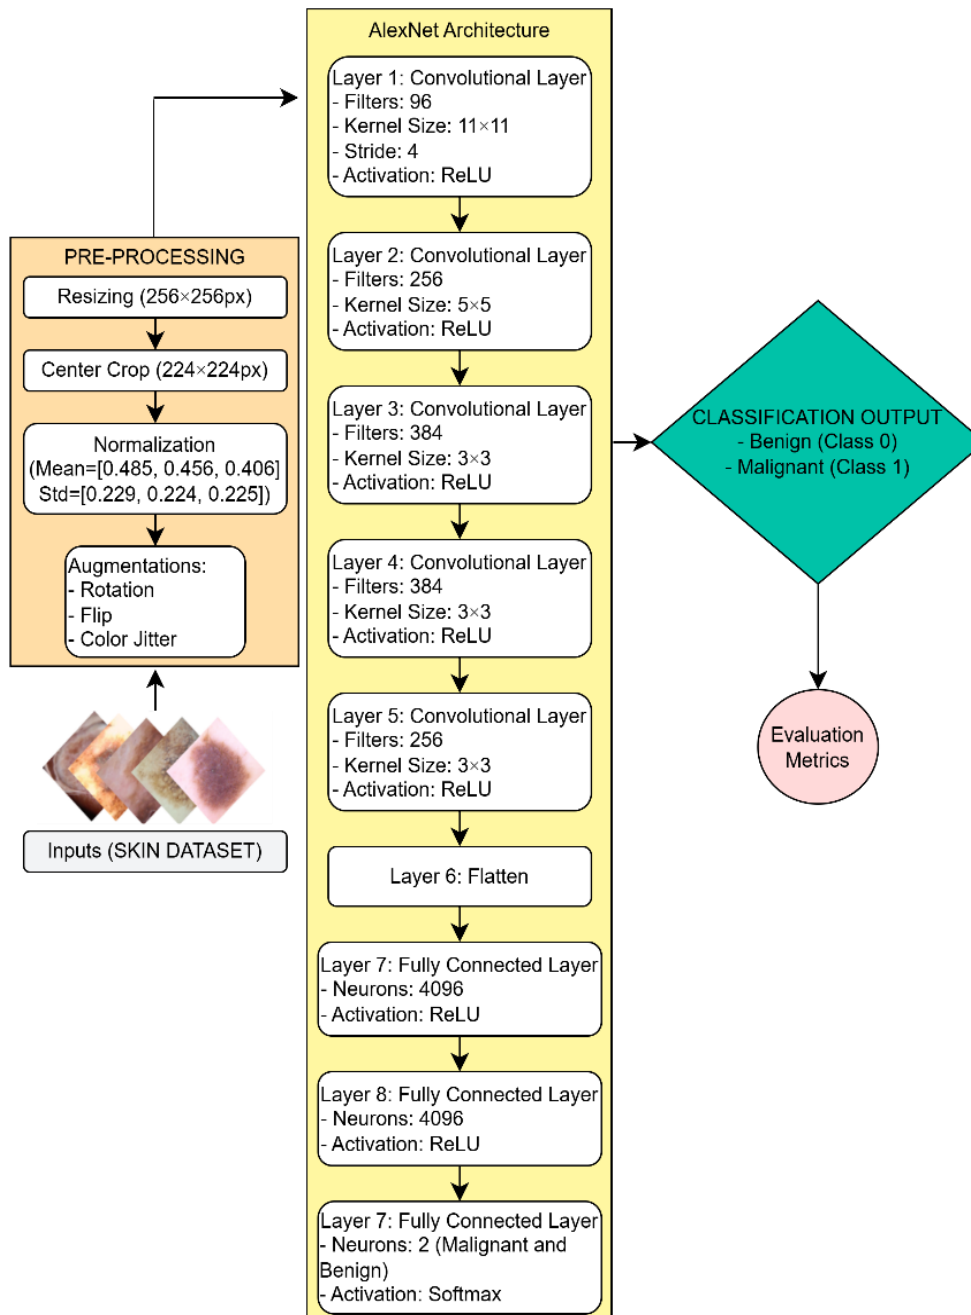 AlexNet Architecture
Layer 1: Convolutional Layer
- Filters: 96
- Kernel Size: 11×11
- Stride: 4
- Activation: ReLU
Layer 2: Convolutional Layer
- Filters: 256
- Kernel Size: 5×5
- Activation: ReLU
Layer 3: Convolutional Layer
- Filters: 384
- Kernel Size: 3×3
- Activation: ReLU
Layer 4: Convolutional Layer
- Filters: 384
- Kernel Size: 3×3
- Activation: ReLU
Layer 5: Convolutional Layer
- Filters: 256
- Kernel Size: 3×3
- Activation: ReLU
Layer 6: Flatten
Layer 7: Fully Connected Layer
- Neurons: 4096
- Activation: ReLU
Layer 8: Fully Connected Layer
- Neurons: 4096
- Activation: ReLU
Layer 7: Fully Connected Layer
- Neurons: 2 (Malignant and
Benign)
- Activation: Softmax
PRE-PROCESSING
Resizing (256×256px)
Center Crop (224×224px)
Normalization
(Mean=[0.485, 0.456, 0.406]
Std=[0.229, 0.224, 0.225])
Augmentations:
- Rotation
- Flip
- Color Jitter
Inputs (SKIN DATASET)
CLASSIFICATION OUTPUT
- Benign (Class 0)
- Malignant (Class 1)
Evaluation
Metrics